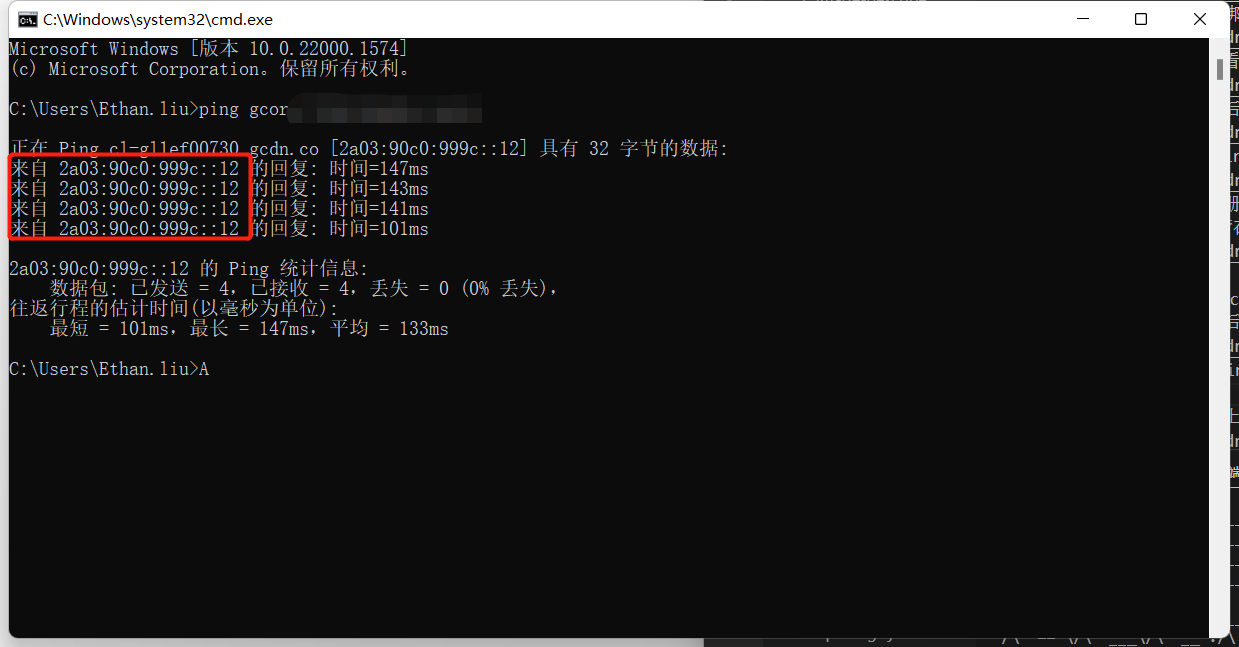 C:\Windows\system32\cmd.exe
Microsoft Windows [版本 10.0.22000.1574]
(c) Microsoft Corporation。保留所有权利。
C:\Users\Ethan.liu>ping gcor
正在 Ping cl-gl1ef00730.gcdn.co [2a03:90c0:999c::12] 具有 32 字节的数据:
来自 2a03:90c0:999c::12 的回复: 时间=147ms
来自 2a03:90c0:999c::12 的回复: 时间=143ms
来自 2a03:90c0:999c::12 的回复: 时间=141ms
来自 2a03:90c0:999c::12 的回复: 时间=101ms
2a03:90c0:999c::12 的 Ping 统计信息:
数据包: 已发送 = 4，已接收 = 4，丢失 = 0 (0% 丢失)，
往返行程的估计时间(以毫秒为单位):
最短 = 101ms，最长 = 147ms，平均 = 133ms
C:\Users\Ethan.liu>A